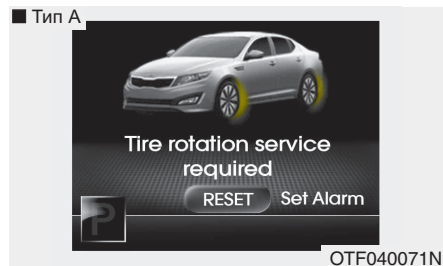 ■ Тип A
Tire rotation service
required
RESET Set Alarm
P
OTF040071N